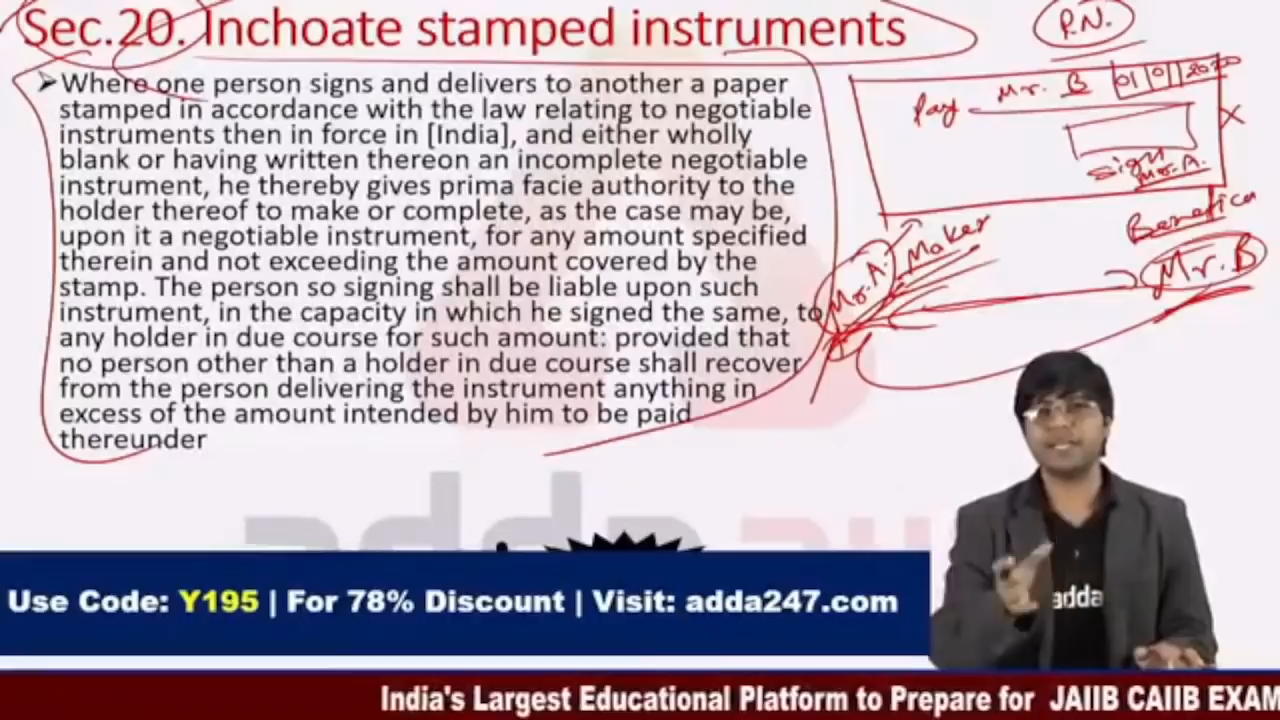 Sec.20. Inchoate stamped instruments
➤Where one person signs and delivers to another a paper
stamped in accordance with the law relating to negotiable
instruments then in force in [India], and either wholly
blank or having written thereon an incomplete negotiable
instrument, he thereby gives prima facie authority to the
holder thereof to make or complete, as the case may be,
upon it a negotiable instrument, for any amount specified
therein and not exceeding the amount covered by the
stamp. The person so signing shall be liable upon such
instrument, in the capacity in which he signed the same, to
any holder in due course for such amount: provided that
no person other than a holder in due course shall recover
from the person delivering the instrument anything in
excess of the amount intended by him to be paid
thereunder
P.N.
Mr. B
Pay
Sign
Mr. A.
Maker
Mr. A.
Mr. B
adda
adda
Use Code: Y195 | For 78% Discount | Visit: adda247.com
India's Largest Educational Platform to Prepare for JAIIB CAIIB EXAM